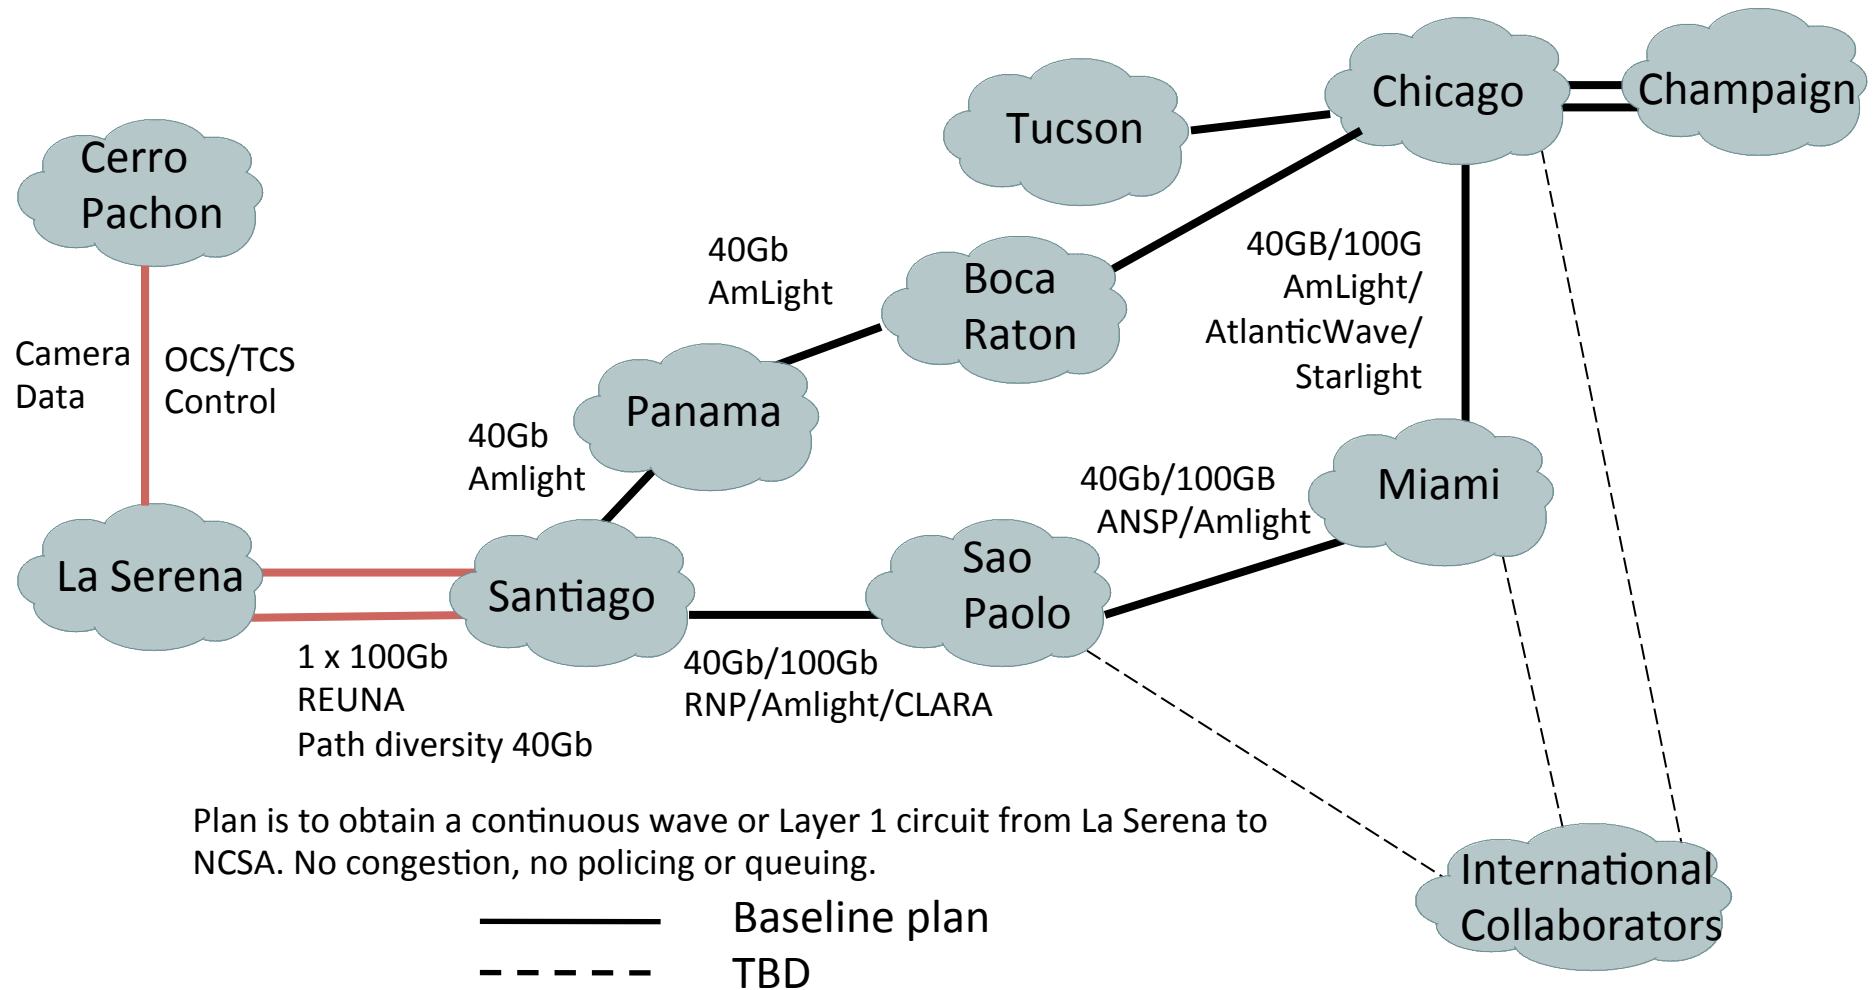 Chicago
Champaign
Tucson
Cerro
Pachon
40Gb
AmLight
Boca
Raton
40GB/100G
AmLight/
AtlanticWave/
Starlight
Camera
Data
OCS/TCS
Control
Panama
40Gb
Amlight
Miami
40Gb/100GB
ANSP/Amlight
La Serena
Santiago
Sao
Paolo
1 x 100Gb
REUNA
Path diversity 40Gb
40Gb/100Gb
RNP/Amlight/CLARA
Plan is to obtain a continuous wave or Layer 1 circuit from La Serena to
NCSA. No congestion, no policing or queuing.
International
Collaborators
Baseline plan
TBD